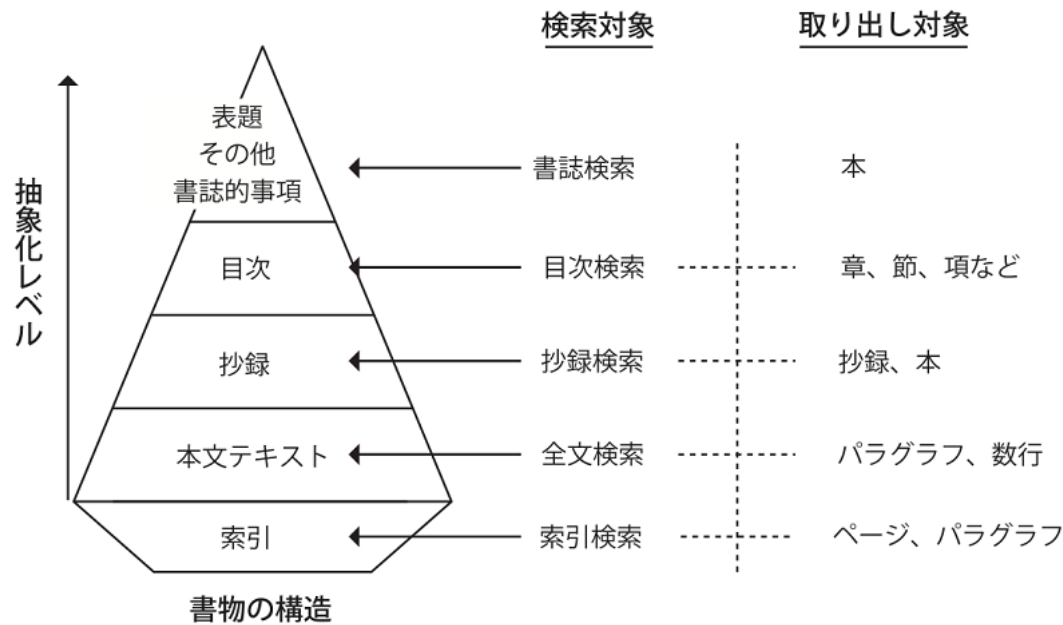 検索対象
取り出し対象
抽象化レベル
表題
その他
書誌的事項
書誌検索
本
目次
目次検索
章、節、項など
抄録
抄録検索
抄録、本
本文テキスト
全文検索
パラグラフ、数行
索引
索引検索
ページ、パラグラフ
書物の構造